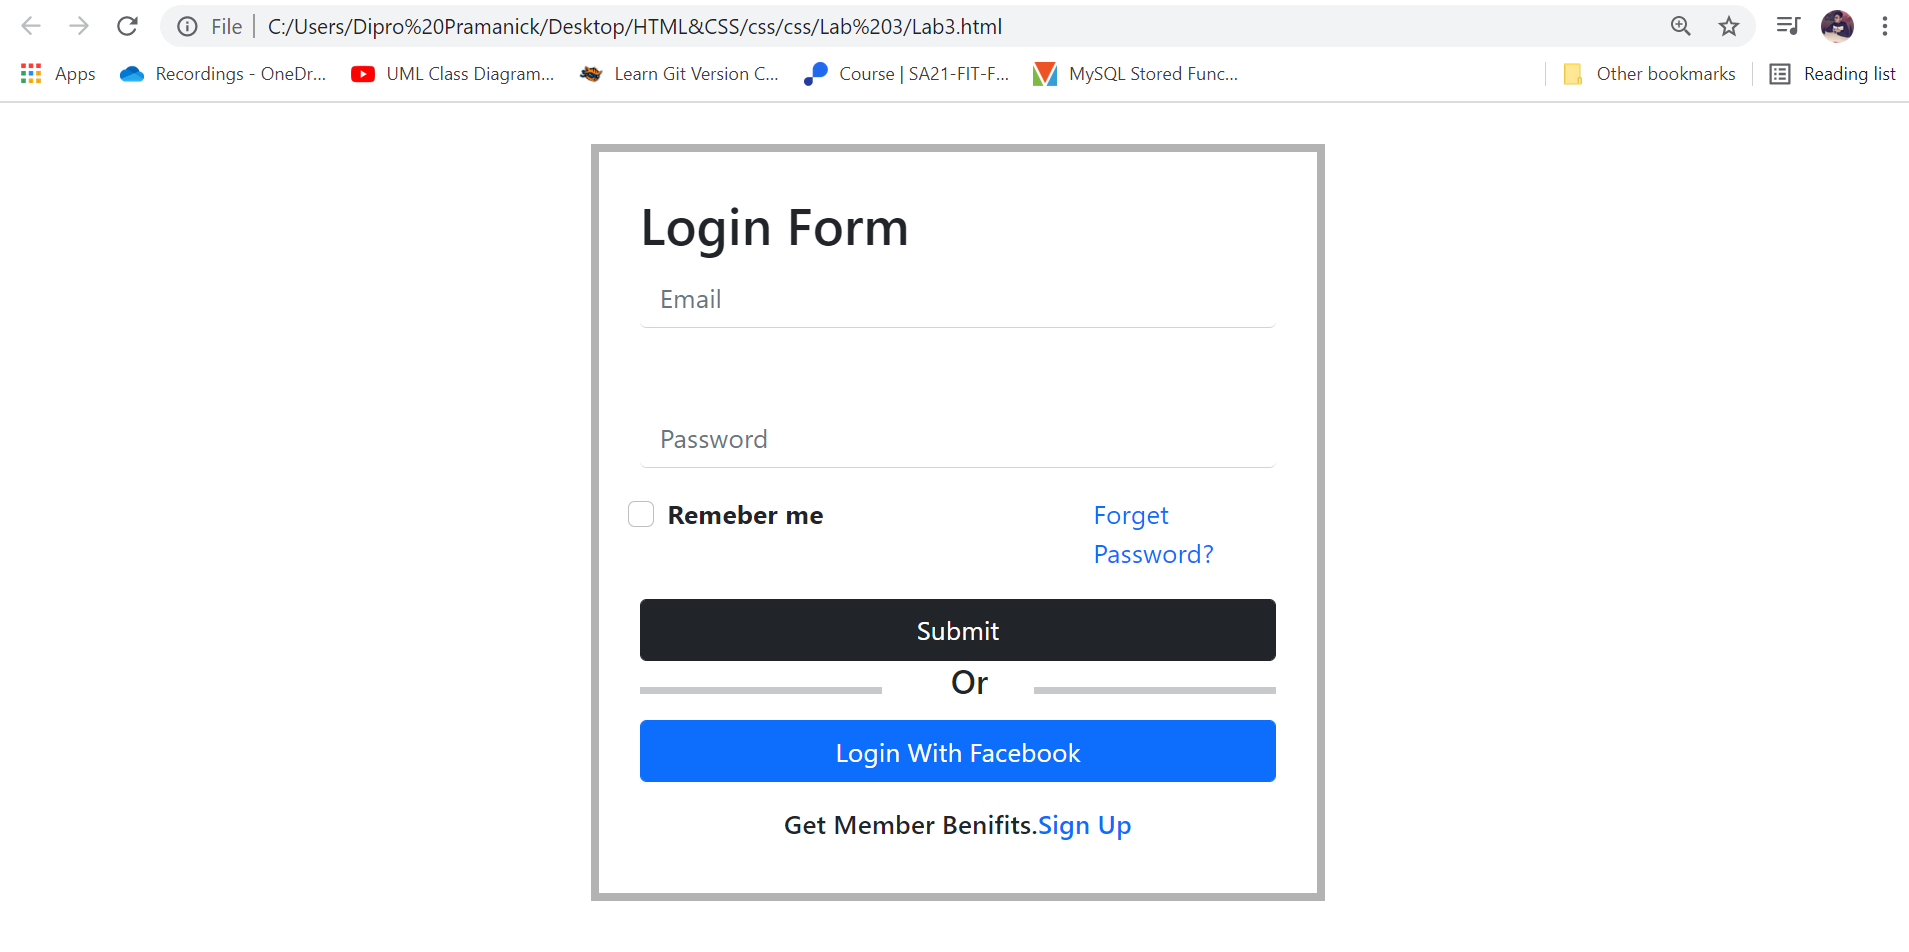 File C:/Users/Dipro%20Pramanick/Desktop/HTML&CSS/css/css/Lab%203/Lab3.html
Apps Recordings - OneDr... UML Class Diagram... Learn Git Version C... Course | SA21-FIT-F... MySQL Stored Func... Other bookmarks Reading list
Login Form
Email
Password
Remeber me Forget
Password?
Submit
Or
Login With Facebook
Get Member Benifits.Sign Up